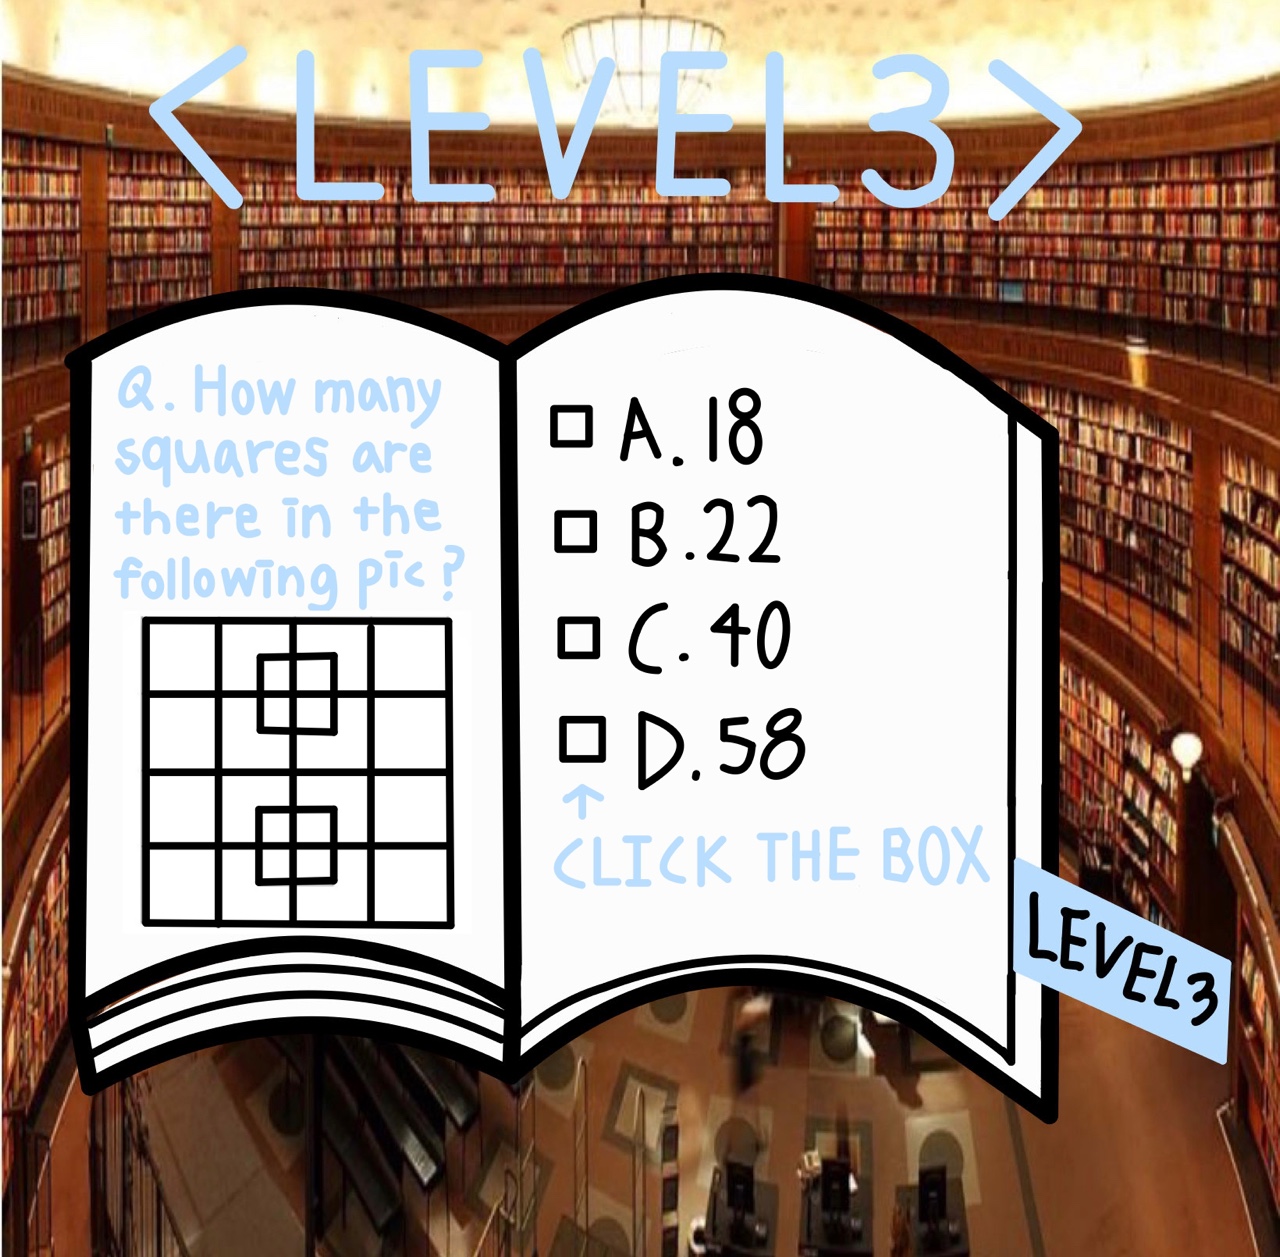 <LEVEL3>
Q. How many
squares are
there in the
following pic?
A. 18
B. 22
C. 40
D. 58
↑
CLICK THE BOX
LEVEL3